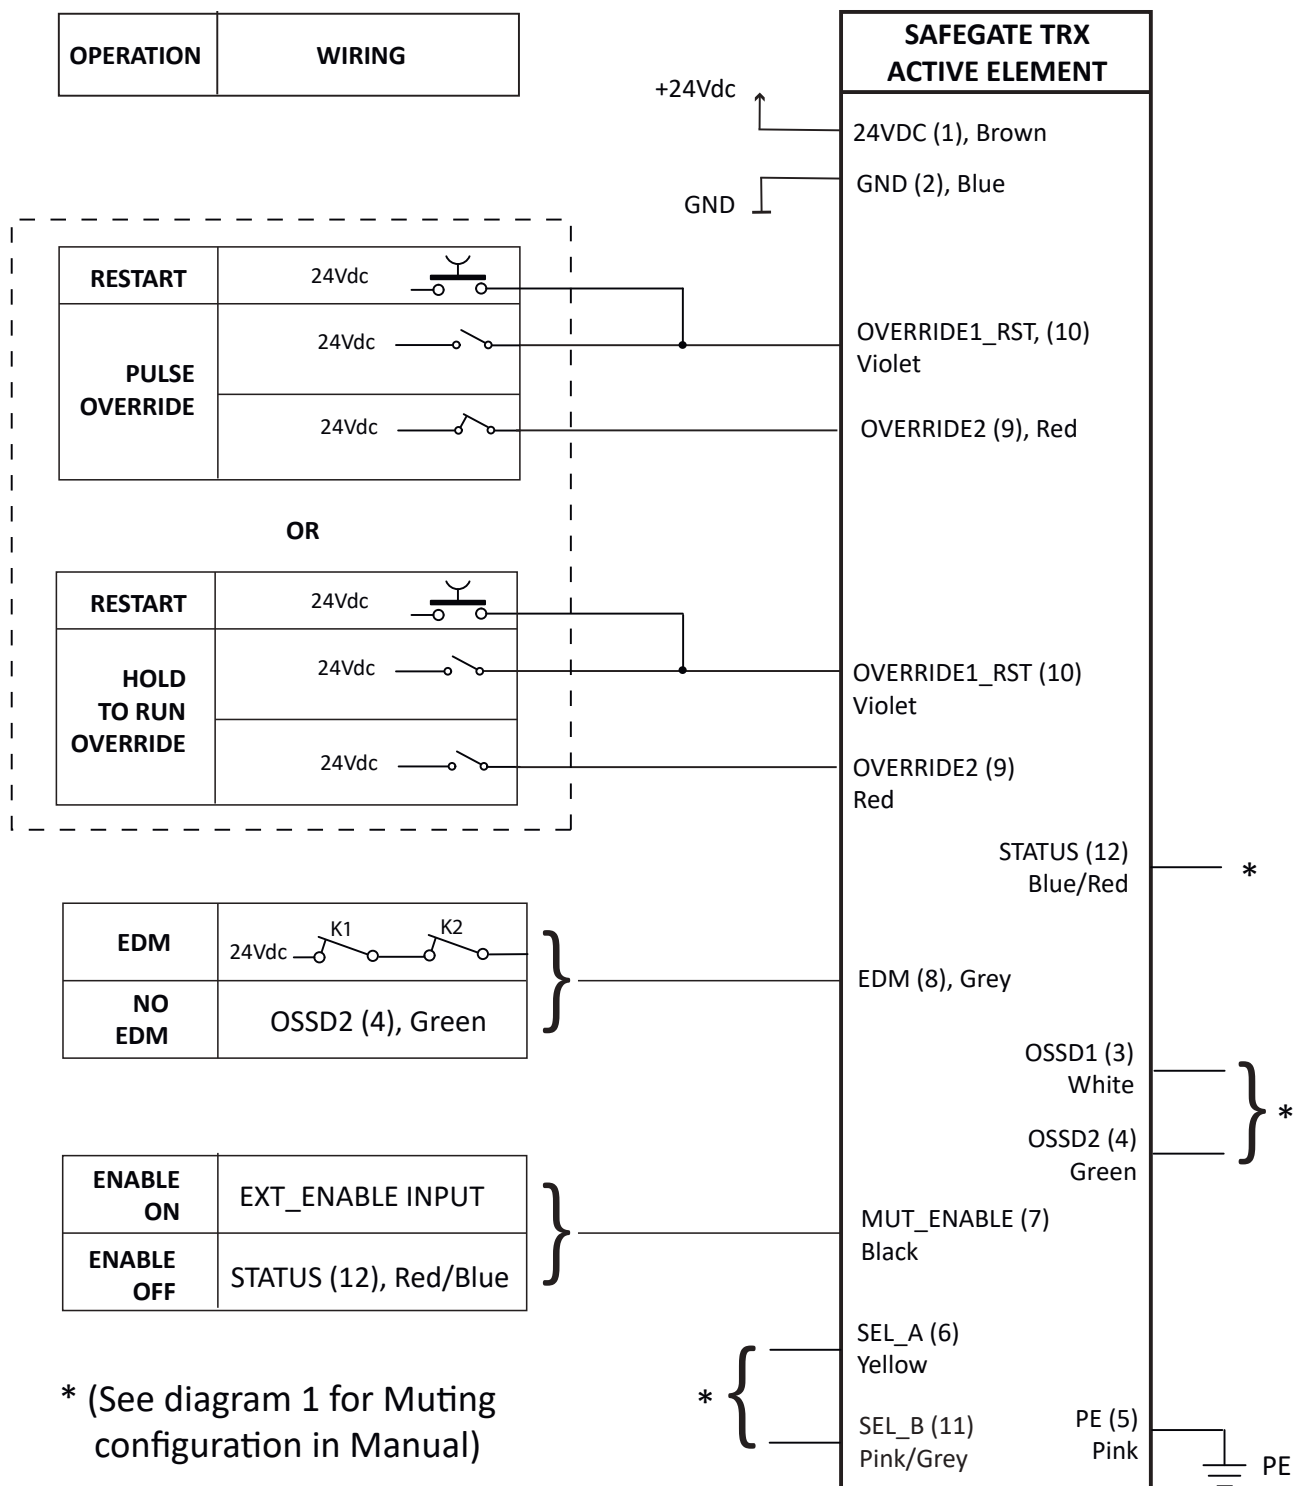 OPERATION WIRING
SAFEGATE TRX
ACTIVE ELEMENT
+24Vdc
24VDC (1), Brown
GND
GND (2), Blue
RESTART 24Vdc
PULSE
OVERRIDE
24Vdc
24Vdc
OVERRIDE1_RST, (10)
Violet
OVERRIDE2 (9), Red
OR
RESTART 24Vdc
HOLD
TO RUN
OVERRIDE
24Vdc
24Vdc
OVERRIDE1_RST (10)
Violet
OVERRIDE2 (9)
Red
STATUS (12)
Blue/Red
*
EDM 24Vdc K1 K2
NO
EDM
OSSD2 (4), Green
EDM (8), Grey
OSSD1 (3)
White
OSSD2 (4)
Green
*
ENABLE
ON
EXT_ENABLE INPUT
ENABLE
OFF
STATUS (12), Red/Blue
MUT_ENABLE (7)
Black
SEL_A (6)
Yellow
*
SEL_B (11)
Pink/Grey
PE (5)
Pink
PE
* (See diagram 1 for Muting
configuration in Manual)